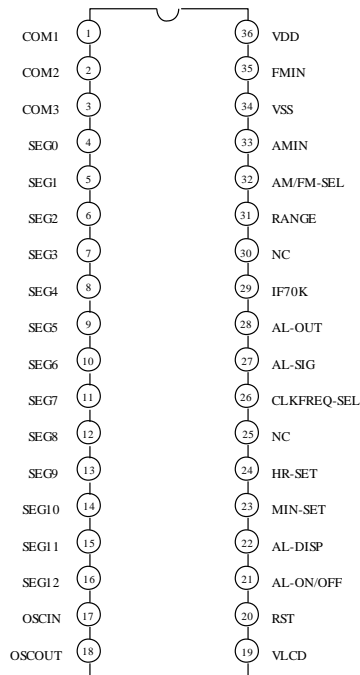 COM1 1 36 VDD
COM2 2 35 FMIN
COM3 3 34 VSS
SEG0 4 33 AMIN
SEG1 5 32 AM/FM-SEL
SEG2 6 31 RANGE
SEG3 7 30 NC
SEG4 8 29 IF70K
SEG5 9 28 AL-OUT
SEG6 10 27 AL-SIG
SEG7 11 26 CLKFREQ-SEL
SEG8 12 25 NC
SEG9 13 24 HR-SET
SEG10 14 23 MIN-SET
SEG11 15 22 AL-DISP
SEG12 16 21 AL-ON/OFF
OSCIN 17 20 RST
OSCOUT 18 19 VLCD